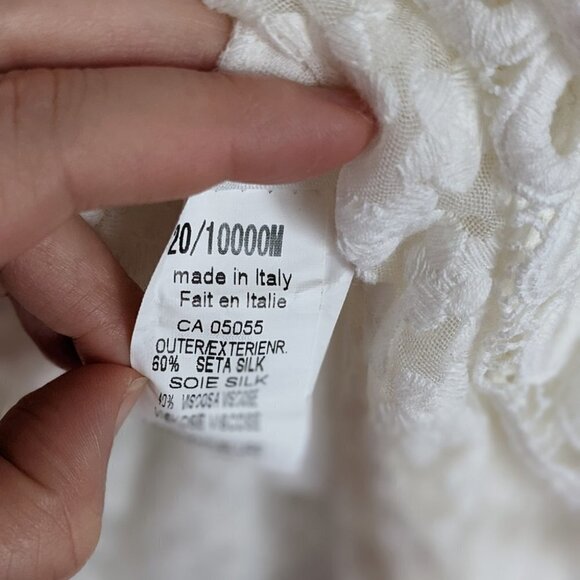 20/10000M
made in Italy
Fait en Italie
CA 05055
OUTER/EXTERIENR.
60% SETA SILK
SOIE SILK
40% VISCOSA VISCOSE